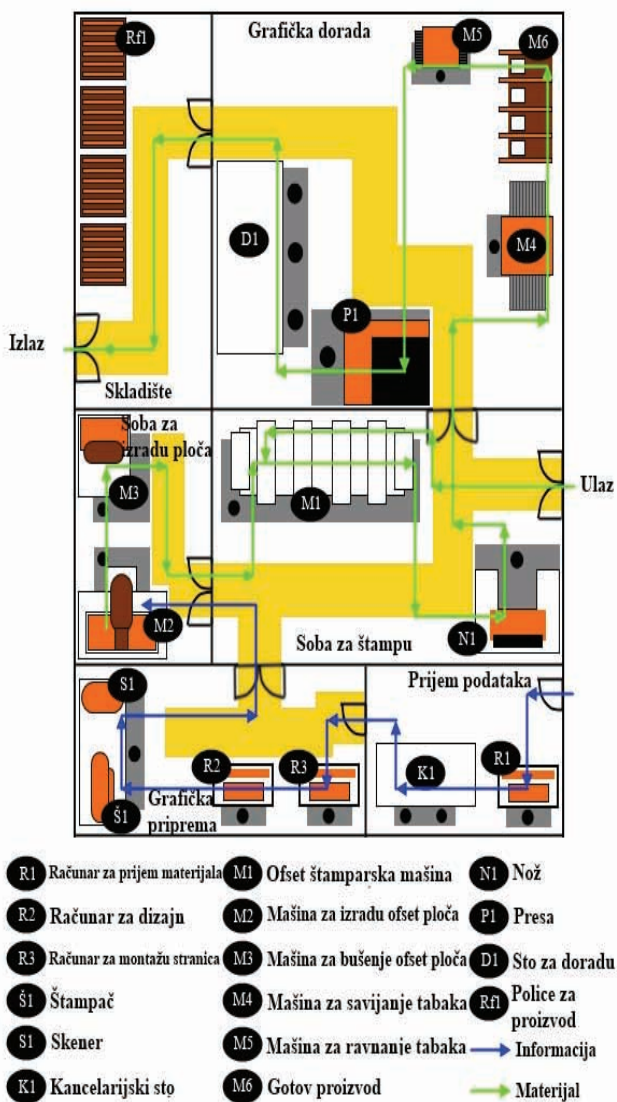 Rf1
Grafička dorada
M5
M6
D1
M4
P1
Izlaz
Skladište
Soba za
izradu ploča
M3
M1
Ulaz
M2
N1
Soba za štampu
S1
Prijem podataka
R2
R3
K1
R1
Š1
Grafička
priprema
R1 Računar za prijem materijala
R2 Računar za dizajn
R3 Računar za montažu stranica
Š1 Štampač
S1 Skener
K1 Kancelarijski sto
M1 Ofset štamparska mašina
M2 Mašina za izradu ofset ploča
M3 Mašina za bušenje ofset ploča
M4 Mašina za savijanje tabaka
M5 Mašina za ravnanje tabaka
M6 Gotov proizvod
N1 Nož
P1 Presa
D1 Sto za doradu
Rf1 Police za
proizvod
Informacija
Materijal